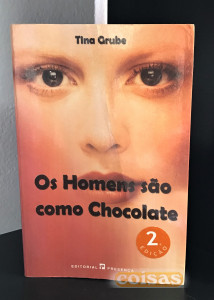 Tina Grube
Os Homens são
como Chocolate
2.
EDIÇÃO
EDITORIAL PRESENÇA
coisas